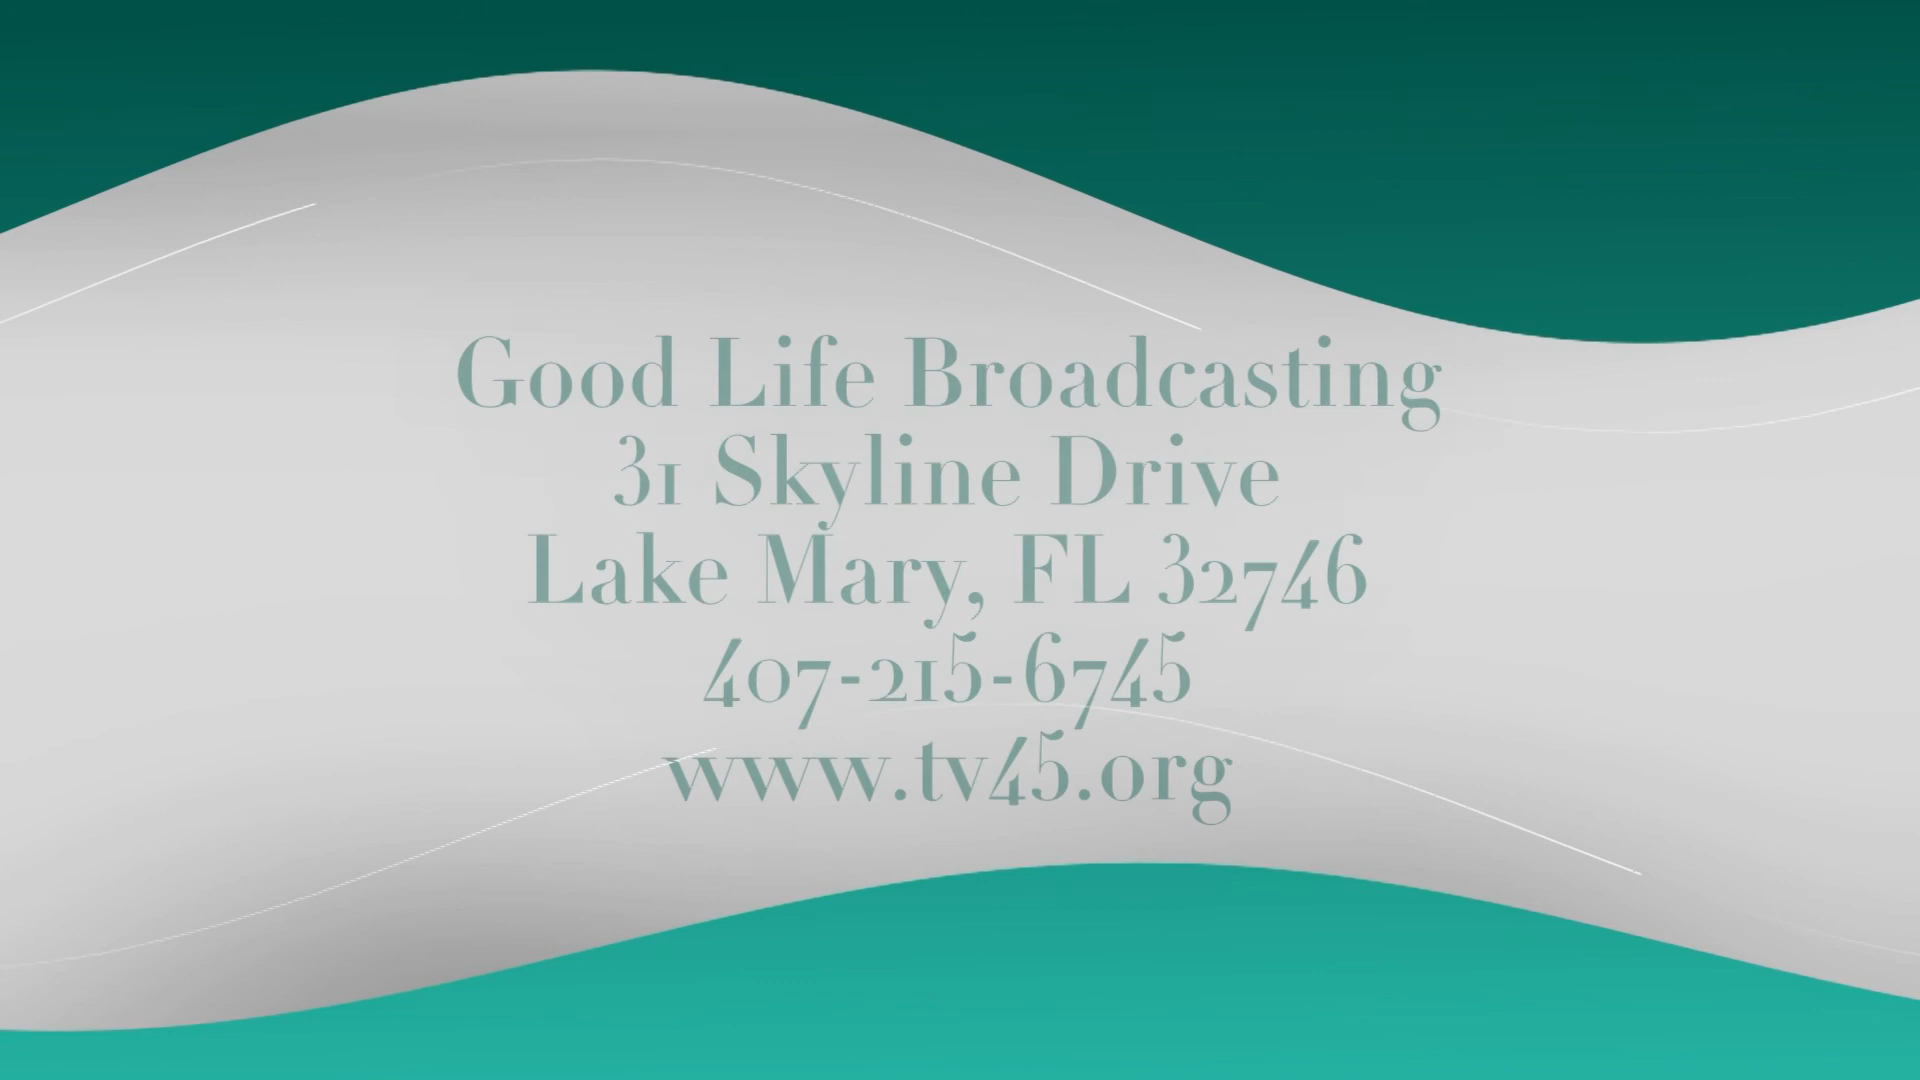 Good Life Broadcasting
31 Skyline Drive
Lake Mary, FL 32746
407-215-6745
www.tv45.org